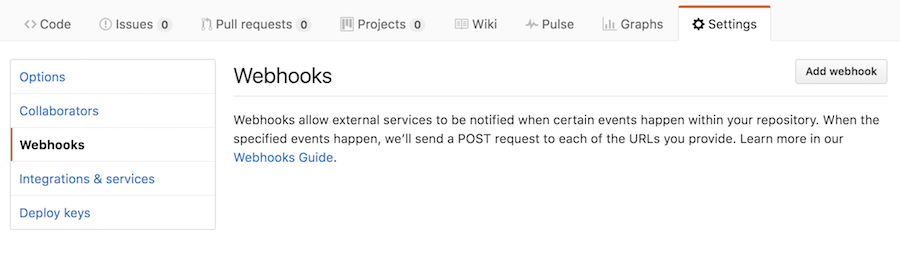 Code Issues 0 Pull requests 0 Projects 0 Wiki Pulse Graphs Settings
Options
Collaborators
Webhooks
Integrations & services
Deploy keys
Webhooks
Add webhook
Webhooks allow external services to be notified when certain events happen within your repository. When the
specified events happen, we’ll send a POST request to each of the URLs you provide. Learn more in our
Webhooks Guide.